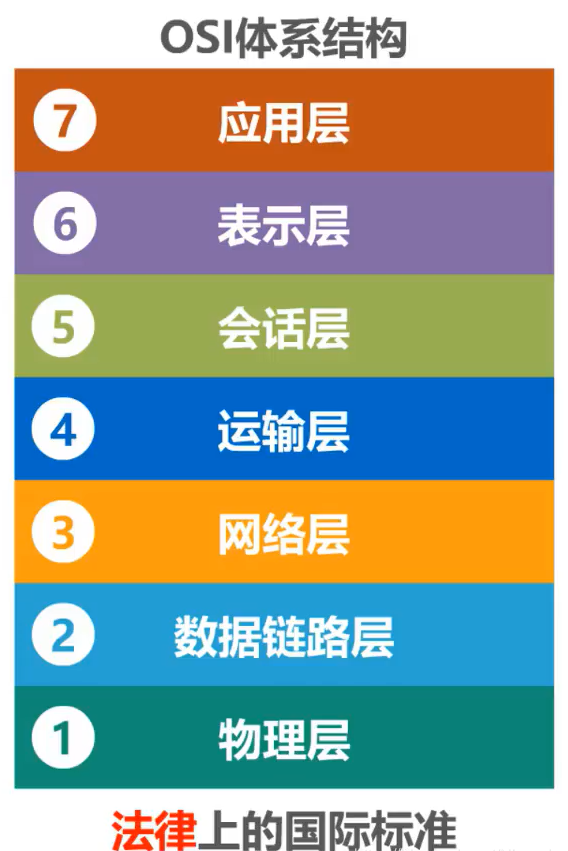 OSI体系结构
7 应用层
6 表示层
5 会话层
4 运输层
3 网络层
2 数据链路层
1 物理层
法律上的国际标准